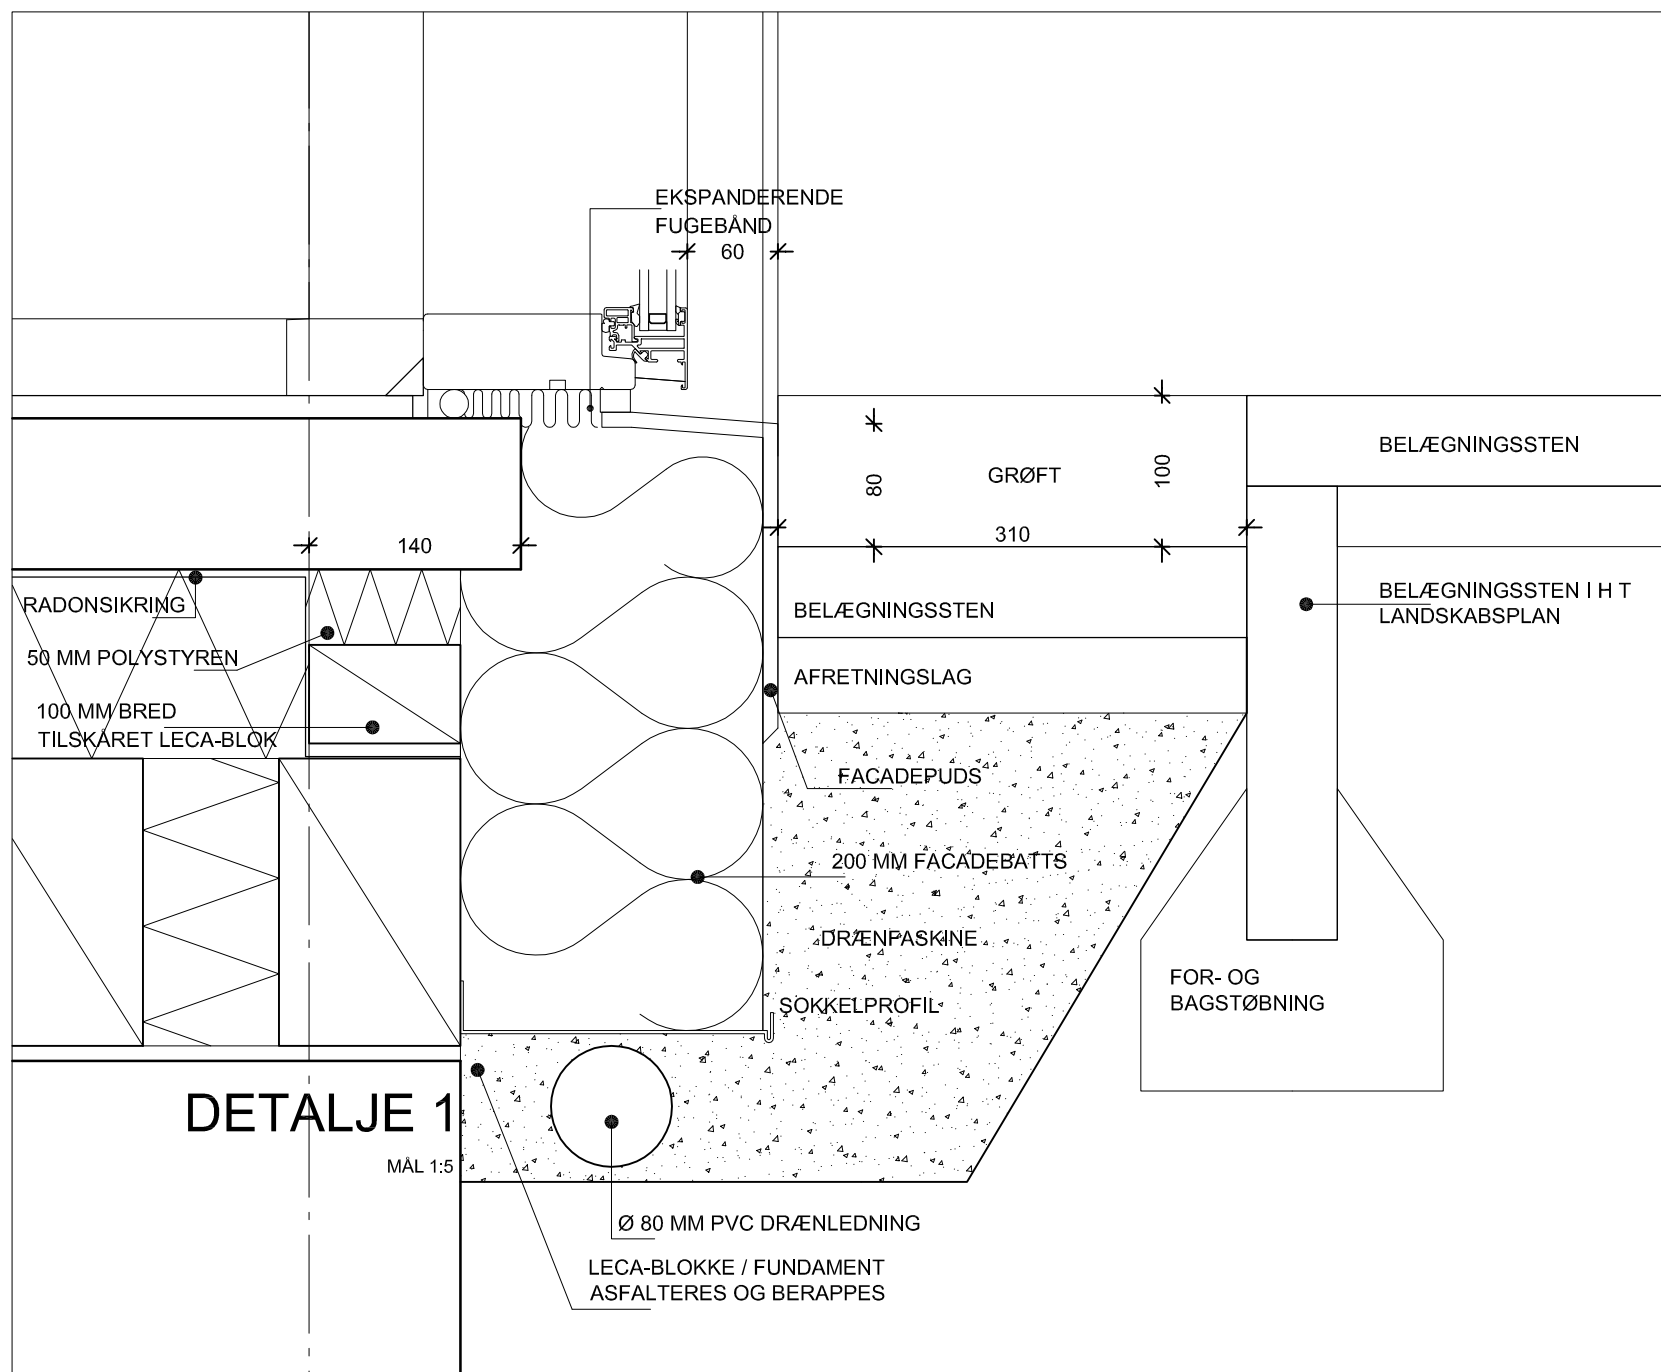 EKSPANDERENDE
FUGEBÅND
60
BELÆGNINGSSTEN
GRØFT
80
100
310
140
RADONSIKRING
50 MM POLYSTYREN
100 MM BRED
TILSKÅRET LECA-BLOK
BELÆGNINGSSTEN
BELÆGNINGSSTEN I H T
LANDSKABSPLAN
AFRETNINGSLAG
FACADEPUDS
200 MM FACADEBATTS
DRÆNFASKINE
SOKKELPROFIL
FOR- OG
BAGSTØBNING
DETALJE 1
MÅL 1:5
Ø 80 MM PVC DRÆNLEDNING
LECA-BLOKKE / FUNDAMENT
ASFALTERES OG BERAPPES